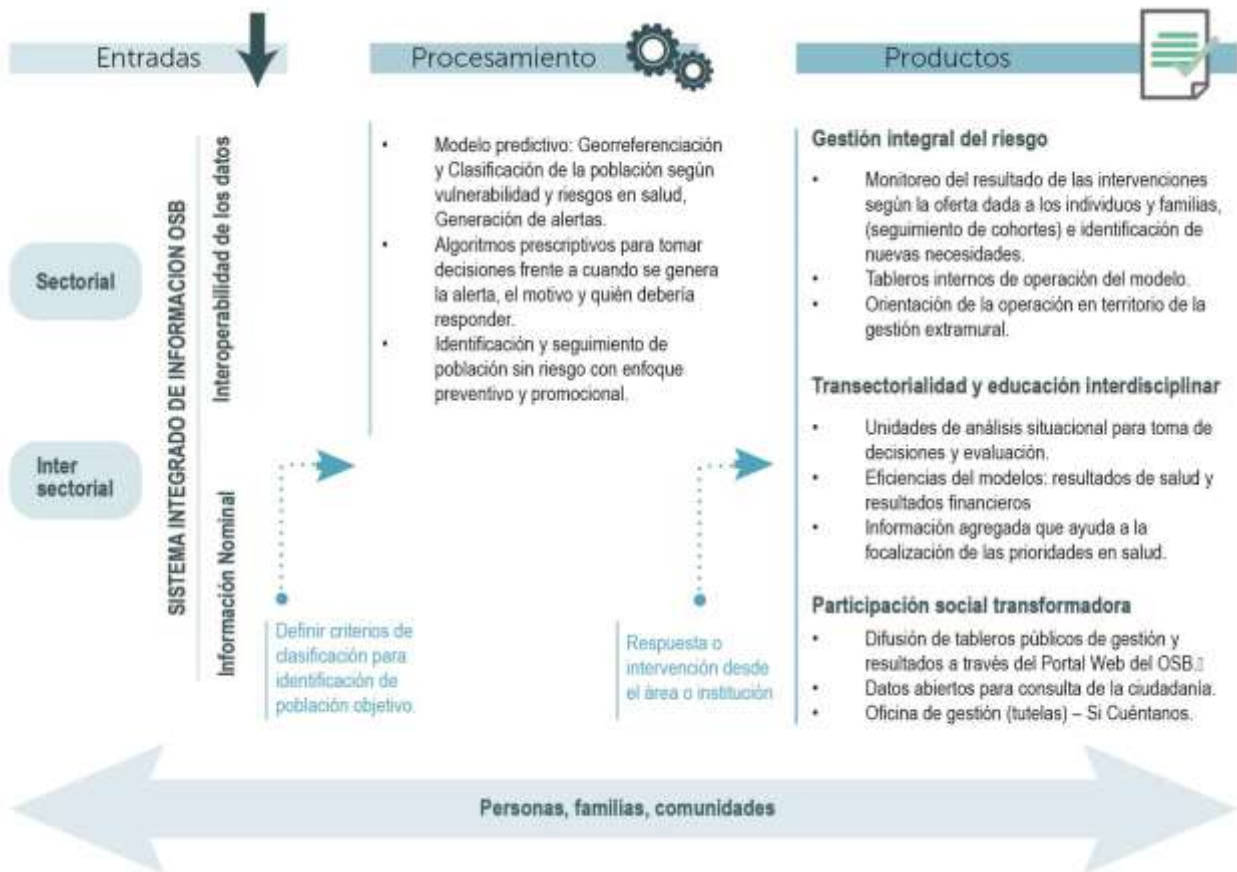 Entradas
Procesamiento
Productos
Sectorial
Inter
sectorial
SISTEMA INTEGRADO DE INFORMACION OSB
Interoperabilidad de los datos
Información Nominal
Definir criterios de
clasificación para
identificación de
población objetivo.
• Modelo predictivo: Georreferenciación
y Clasificación de la población según
vulnerabilidad y riesgos en salud,
Generación de alertas.
• Algoritmos prescriptivos para tomar
decisiones frente a cuando se genera
la alerta, el motivo y quién debería
responder.
• Identificación y seguimiento de
población sin riesgo con enfoque
preventivo y promocional.
Respuesta o
intervención desde
el área o institución
Gestión integral del riesgo
• Monitoreo del resultado de las intervenciones
según la oferta dada a los individuos y familias,
(seguimiento de cohortes) e identificación de
nuevas necesidades.
• Tableros internos de operación del modelo.
• Orientación de la operación en territorio de la
gestión extramural.
Transectorialidad y educación interdisciplinar
• Unidades de análisis situacional para toma de
decisiones y evaluación.
• Eficiencias del modelos: resultados de salud y
resultados financieros
• Información agregada que ayuda a la
focalización de las prioridades en salud.
Participación social transformadora
• Difusión de tableros públicos de gestión y
resultados a través del Portal Web del OSB.
• Datos abiertos para consulta de la ciudadanía.
• Oficina de gestión (tutelas) – Si Cuéntanos.
Personas, familias, comunidades